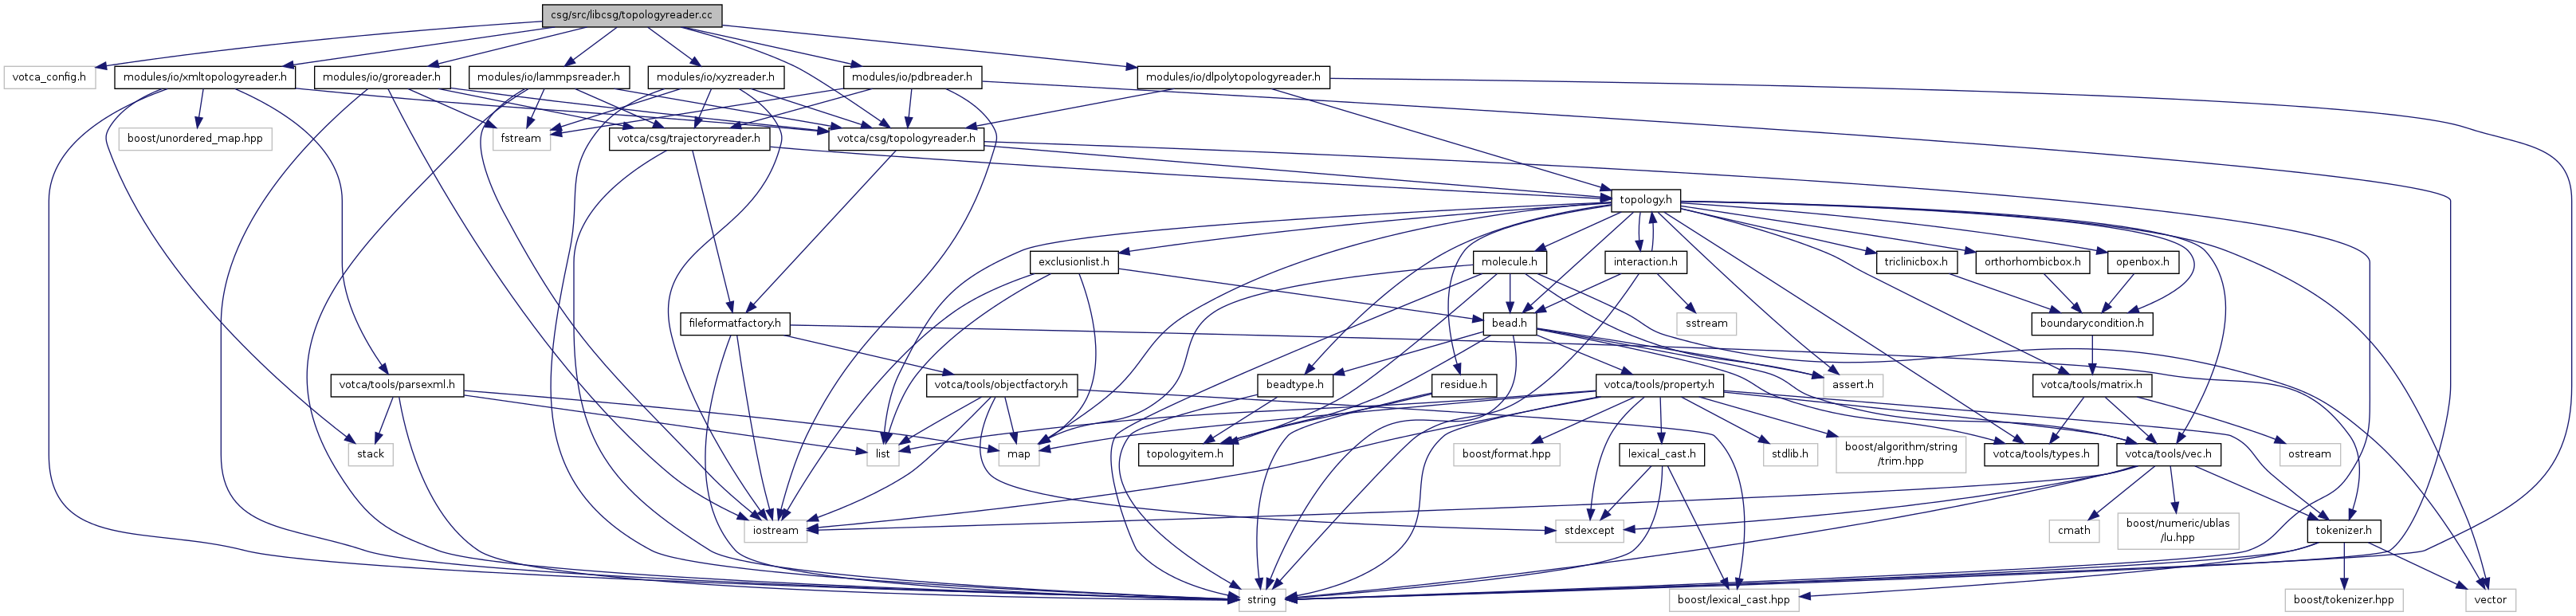 csg/src/libcsg/topologyreader.cc
votca_config.h
modules/io/xmltopologyreader.h
modules/io/groreader.h
modules/io/lammpsreader.h
modules/io/xyzreader.h
modules/io/pdbreader.h
modules/io/dlpolytopologyreader.h
boost/unordered_map.hpp
fstream
votca/csg/trajectoryreader.h
votca/csg/topologyreader.h
topology.h
exclusionlist.h
molecule.h
interaction.h
triclinicbox.h
orthorhombicbox.h
openbox.h
fileformatfactory.h
bead.h
sstream
boundarycondition.h
votca/tools/parsexml.h
votca/tools/objectfactory.h
beadtype.h
residue.h
votca/tools/property.h
assert.h
votca/tools/matrix.h
stack
list
map
topologyitem.h
boost/format.hpp
lexical_cast.h
stdlib.h
boost/algorithm/string
/trim.hpp
votca/tools/types.h
votca/tools/vec.h
ostream
iostream
stdexcept
cmath
boost/numeric/ublas
/lu.hpp
tokenizer.h
string
boost/lexical_cast.hpp
boost/tokenizer.hpp
vector